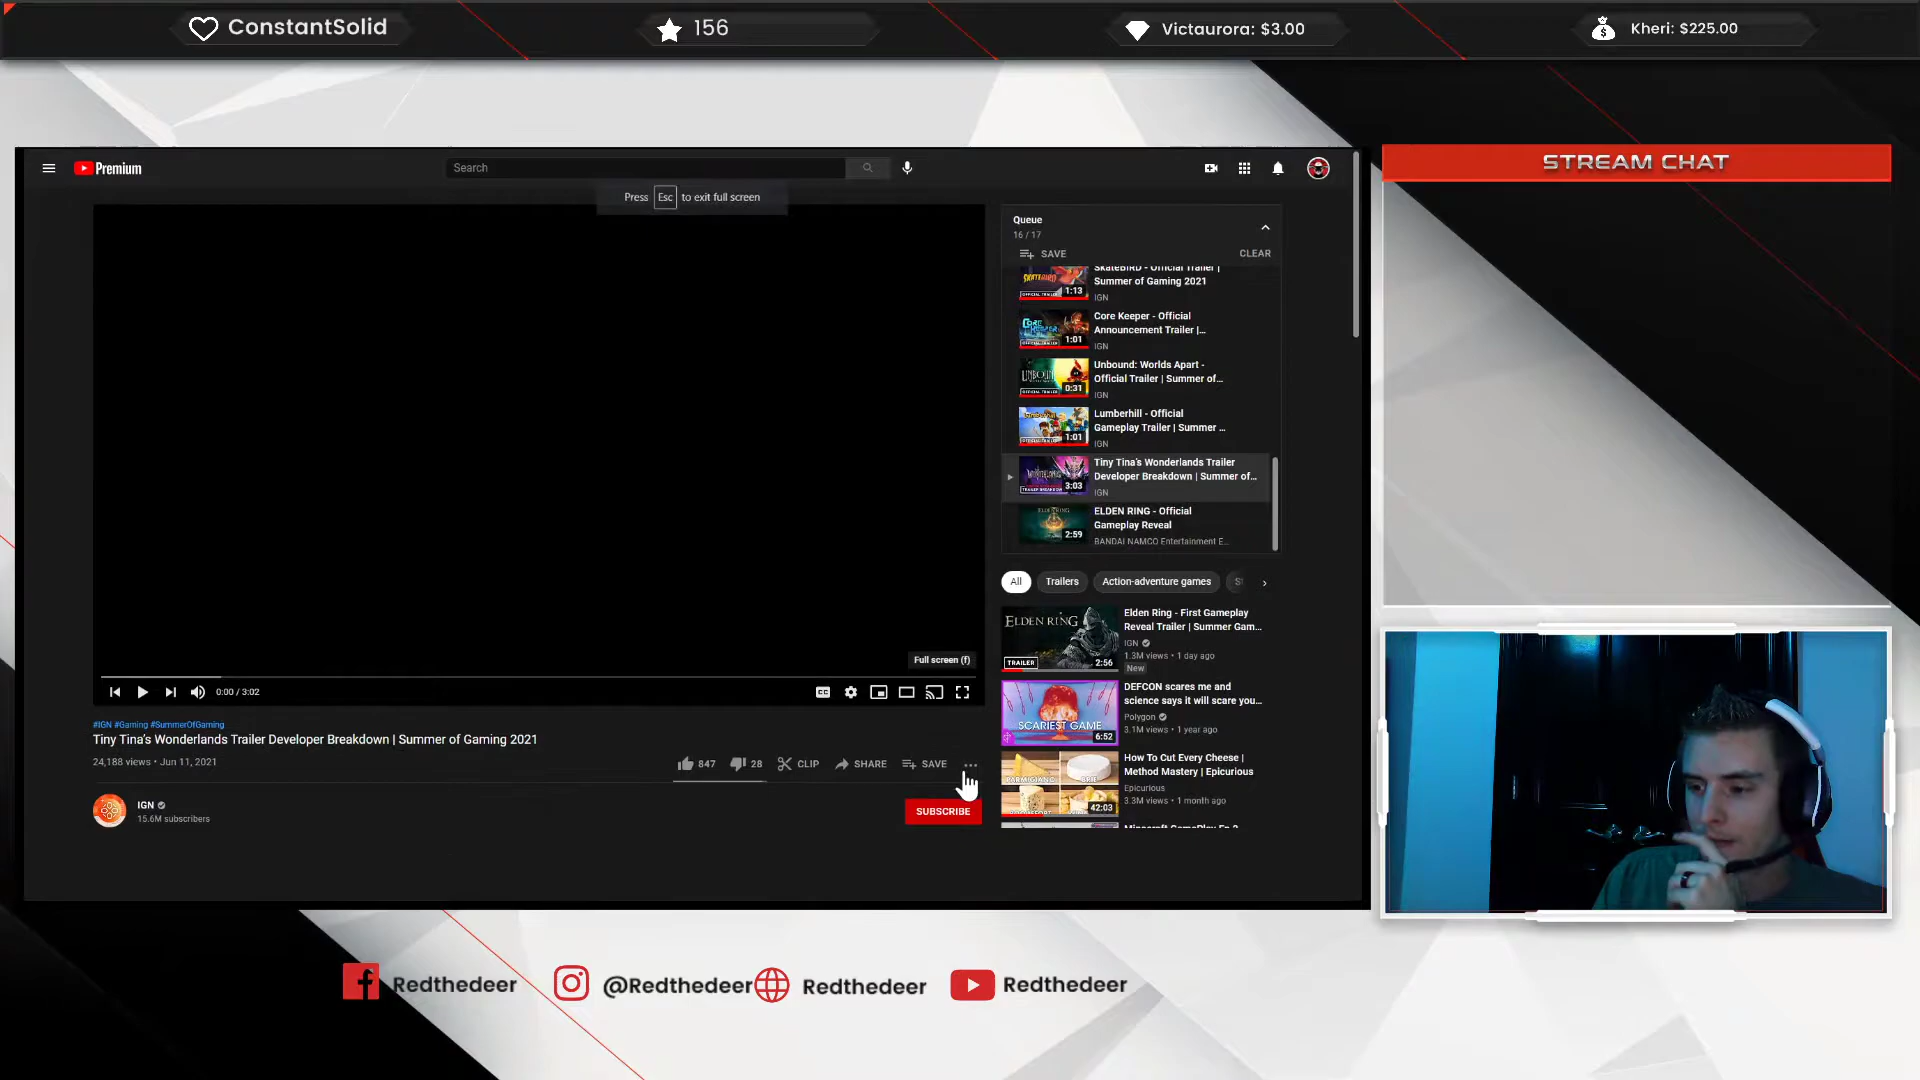 ConstantSolid
156
Victaurora: $3.00
Kheri: $225.00
Premium
Search
Press Esc to exit full screen
Full screen (f)
0:00 / 3:02
CC
#IGN #Gaming #SummerOfGaming
Tiny Tina's Wonderlands Trailer Developer Breakdown | Summer of Gaming 2021
24,188 views • Jun 11, 2021
847
28
CLIP
SHARE
SAVE
IGN
15.6M subscribers
SUBSCRIBE
Queue
16 / 17
SAVE
CLEAR
SkateBIRD - Official Trailer |
Summer of Gaming 2021
IGN
1:13
Core Keeper - Official
Announcement Trailer |...
IGN
1:01
Unbound: Worlds Apart -
Official Trailer | Summer of...
IGN
0:31
Lumberhill - Official
Gameplay Trailer | Summer ...
IGN
1:01
Tiny Tina's Wonderlands Trailer
Developer Breakdown | Summer of...
IGN
3:03
ELDEN RING - Official
Gameplay Reveal
BANDAI NAMCO Entertainment E...
2:59
All
Trailers
Action-adventure games
ELDEN RING
TRAILER
2:56
Elden Ring - First Gameplay
Reveal Trailer | Summer Gam...
IGN
1.3M views • 1 day ago
New
SCARIEST GAME
6:52
DEFCON scares me and
science says it will scare you...
Polygon
3.1M views • 1 year ago
PARMIGIANO
BRIE
42:03
How To Cut Every Cheese |
Method Mastery | Epicurious
Epicurious
3.3M views • 1 month ago
STREAM CHAT
Redthedeer
@Redthedeer
Redthedeer
Redthedeer